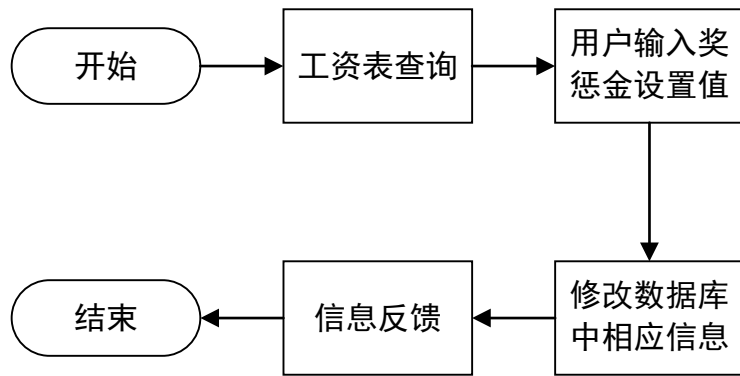 开始
工资表查询
用户输入奖
惩金设置值
修改数据库
中相应信息
信息反馈
结束